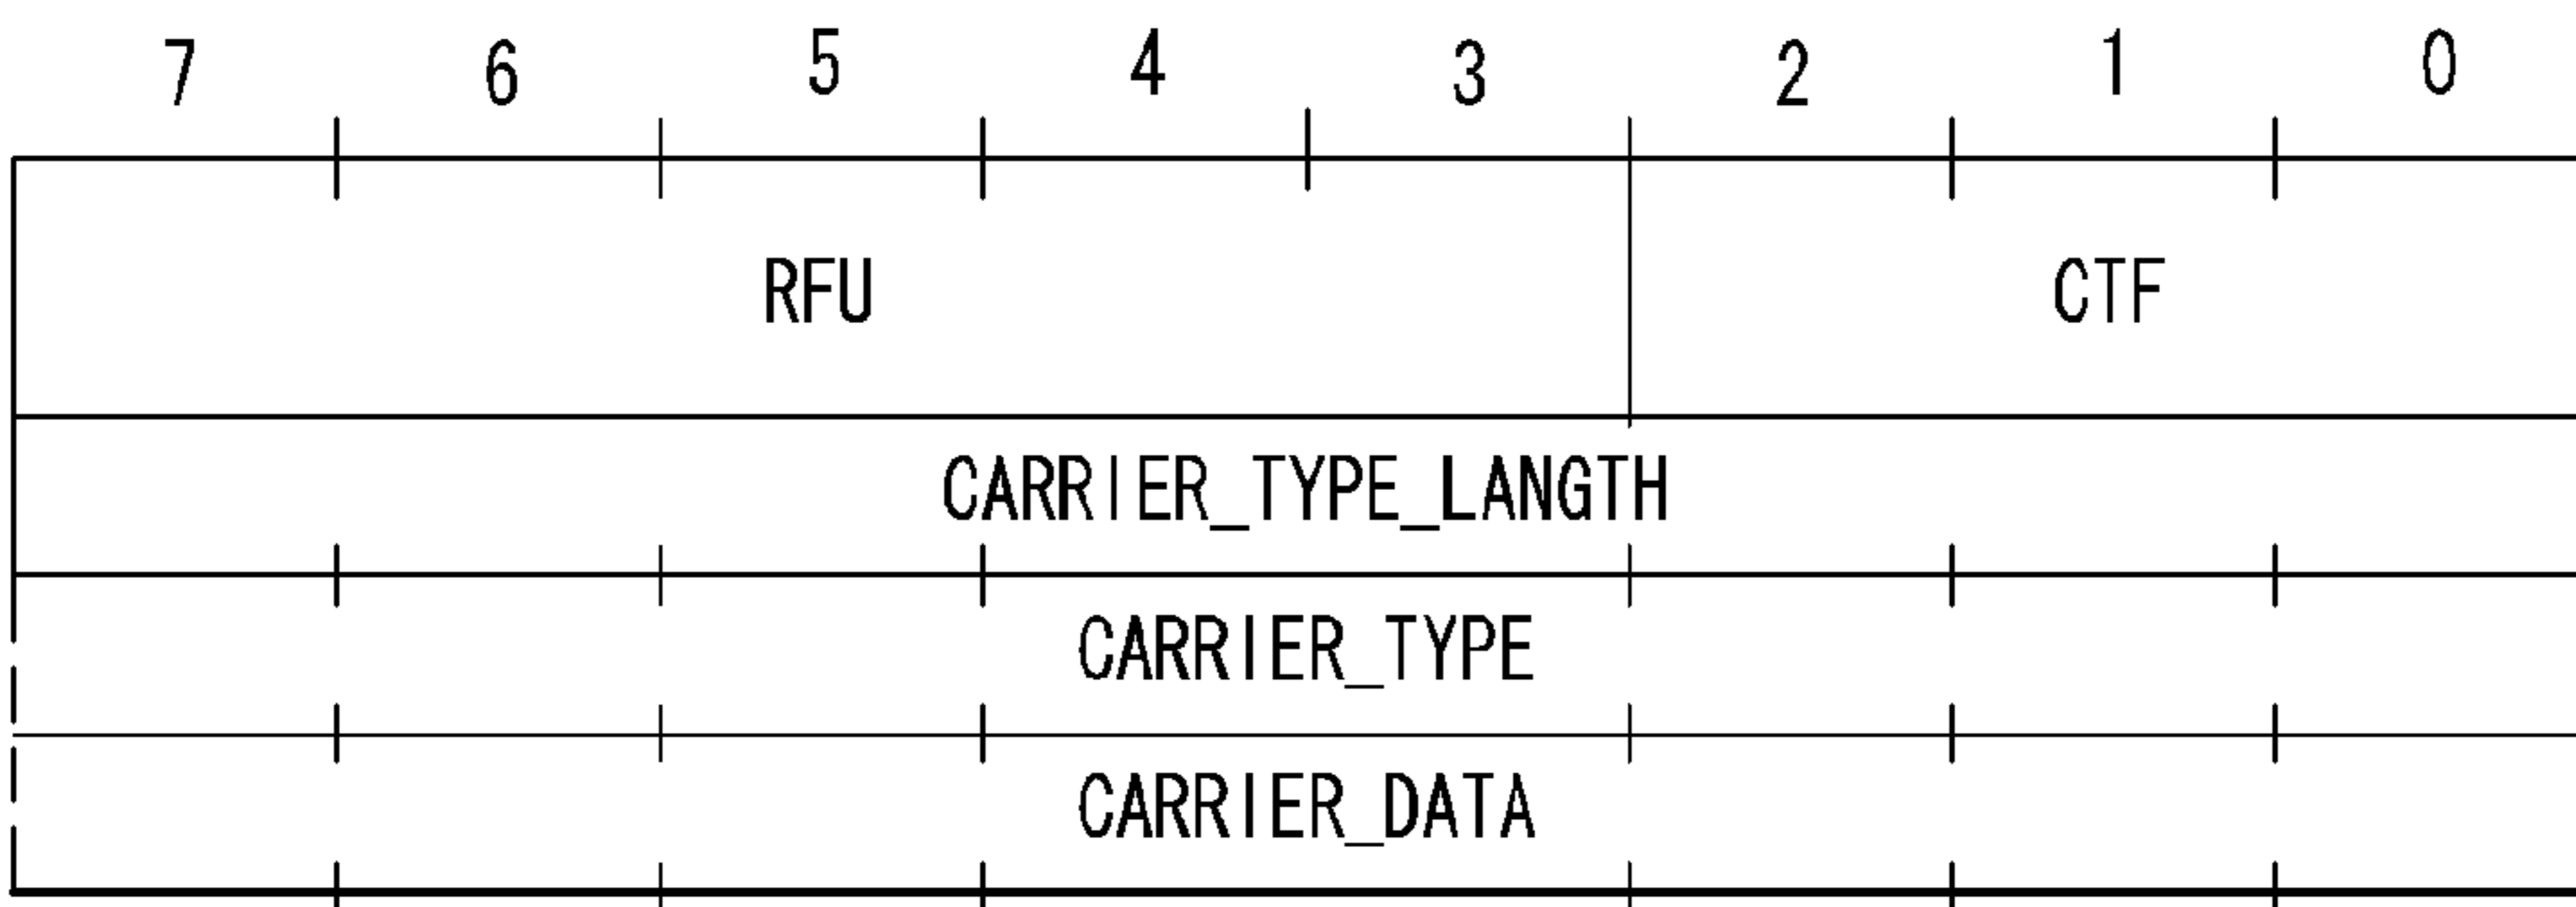 7 6 5 4 3 2 1 0
RFU CTF
CARRIER_TYPE_LANGTH
CARRIER_TYPE
CARRIER_DATA